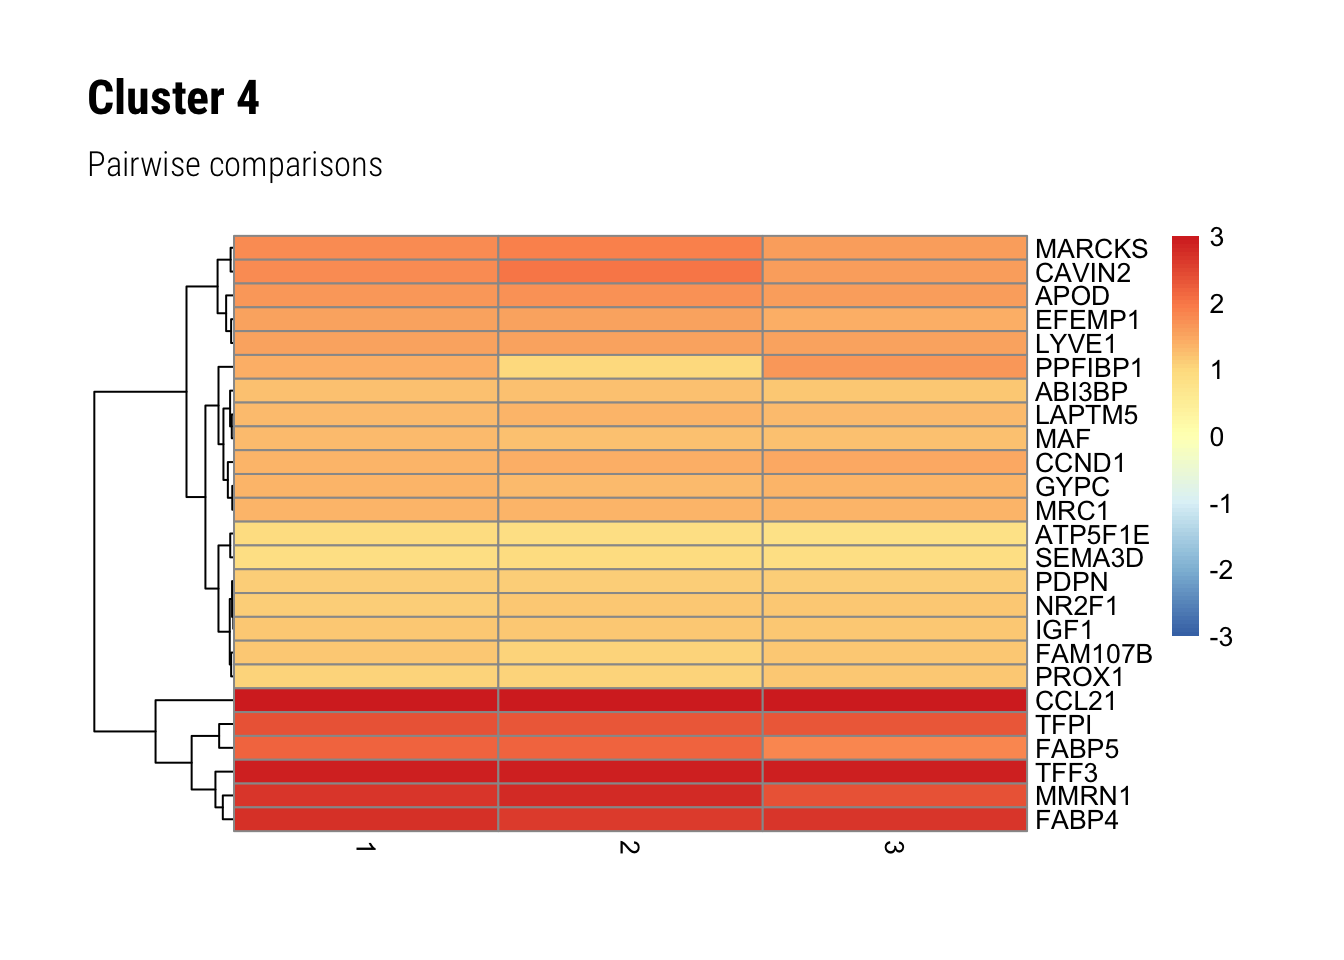 Cluster 4
Pairwise comparisons
MARCKS
CAVIN2
APOD
EFEMP1
LYVE1
PPFIBP1
ABI3BP
LAPTM5
MAF
CCND1
GYPC
MRC1
ATP5F1E
SEMA3D
PDPN
NR2F1
IGF1
FAM107B
PROX1
CCL21
TFPI
FABP5
TFF3
MMRN1
FABP4
3
2
1
0
-1
-2
-3
1
2
3